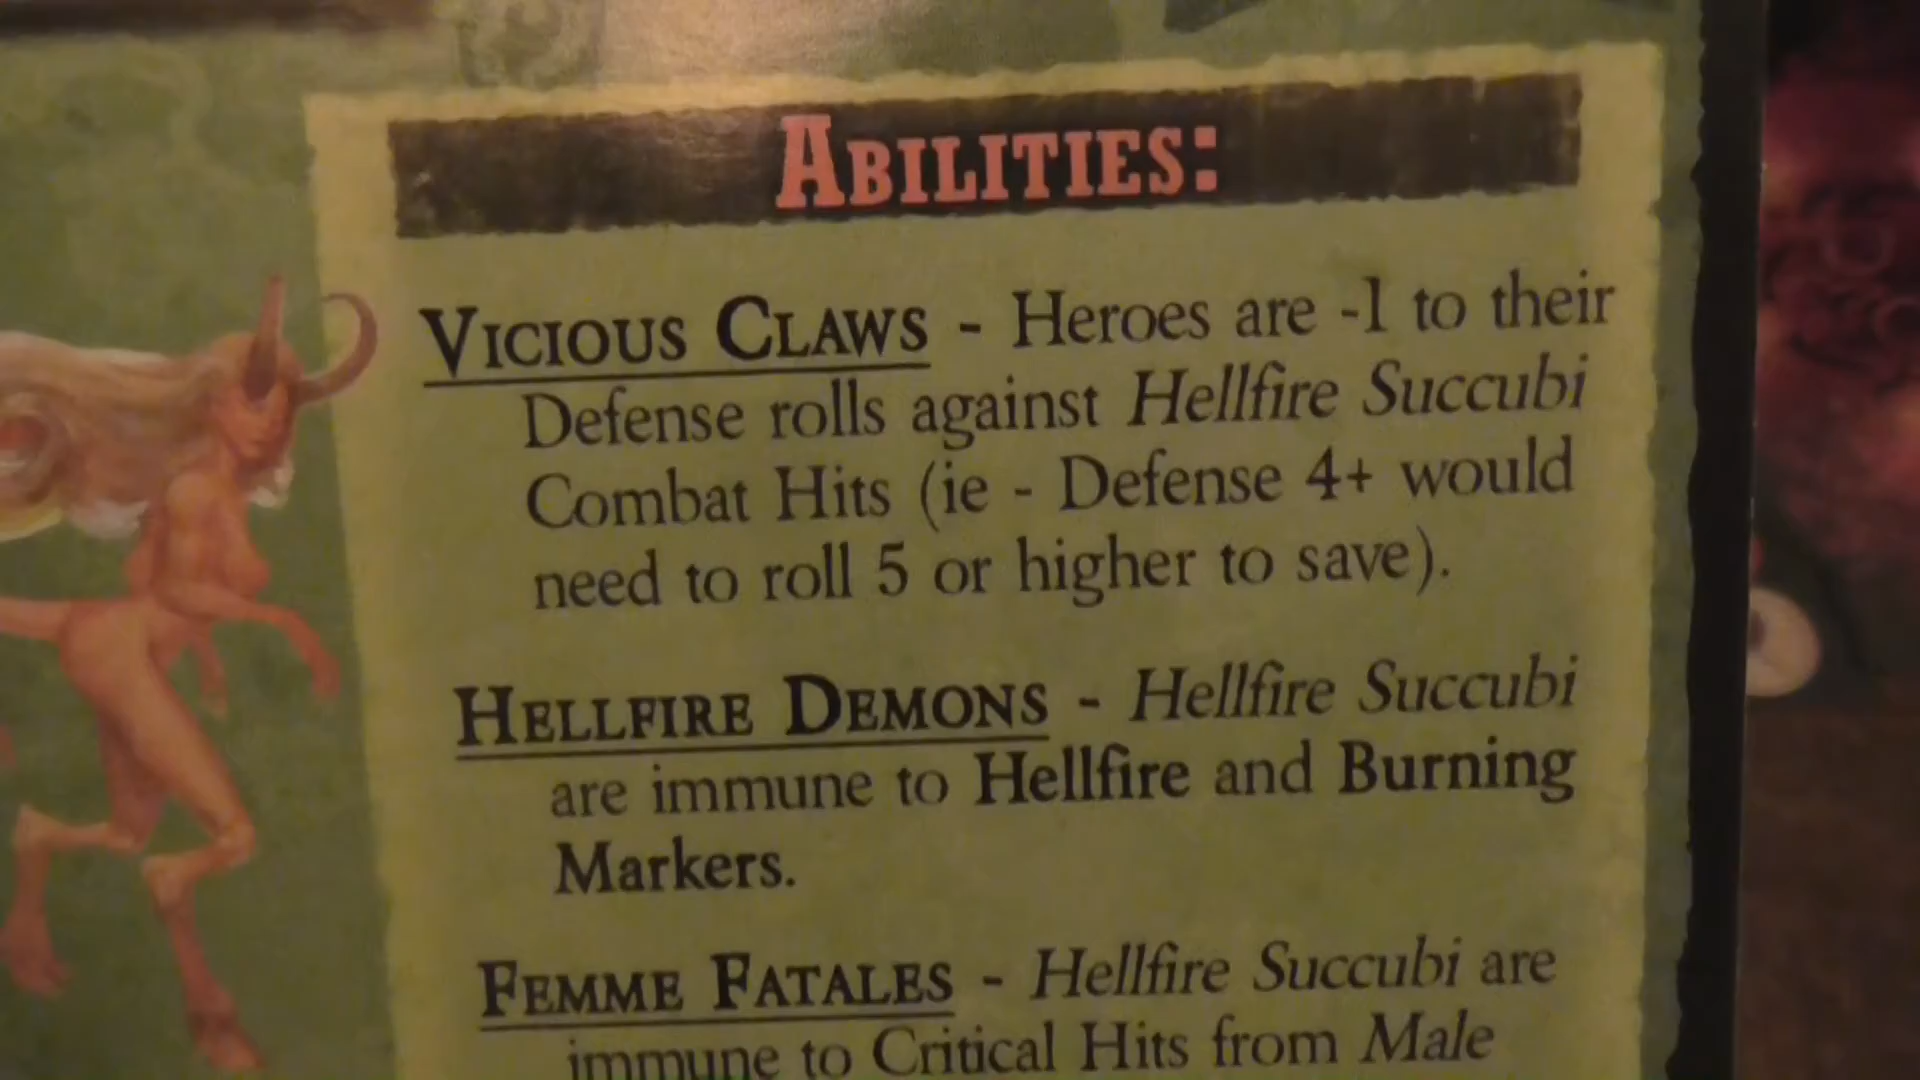 ABILITIES:
VICIOUS CLAWS - Heroes are -1 to their
Defense rolls against Hellfire Succubi
Combat Hits (ie - Defense 4+ would
need to roll 5 or higher to save).
HELLFIRE DEMONS - Hellfire Succubi
are immune to Hellfire and Burning
Markers.
FEMME FATALES - Hellfire Succubi are
immune to Critical Hits from Male